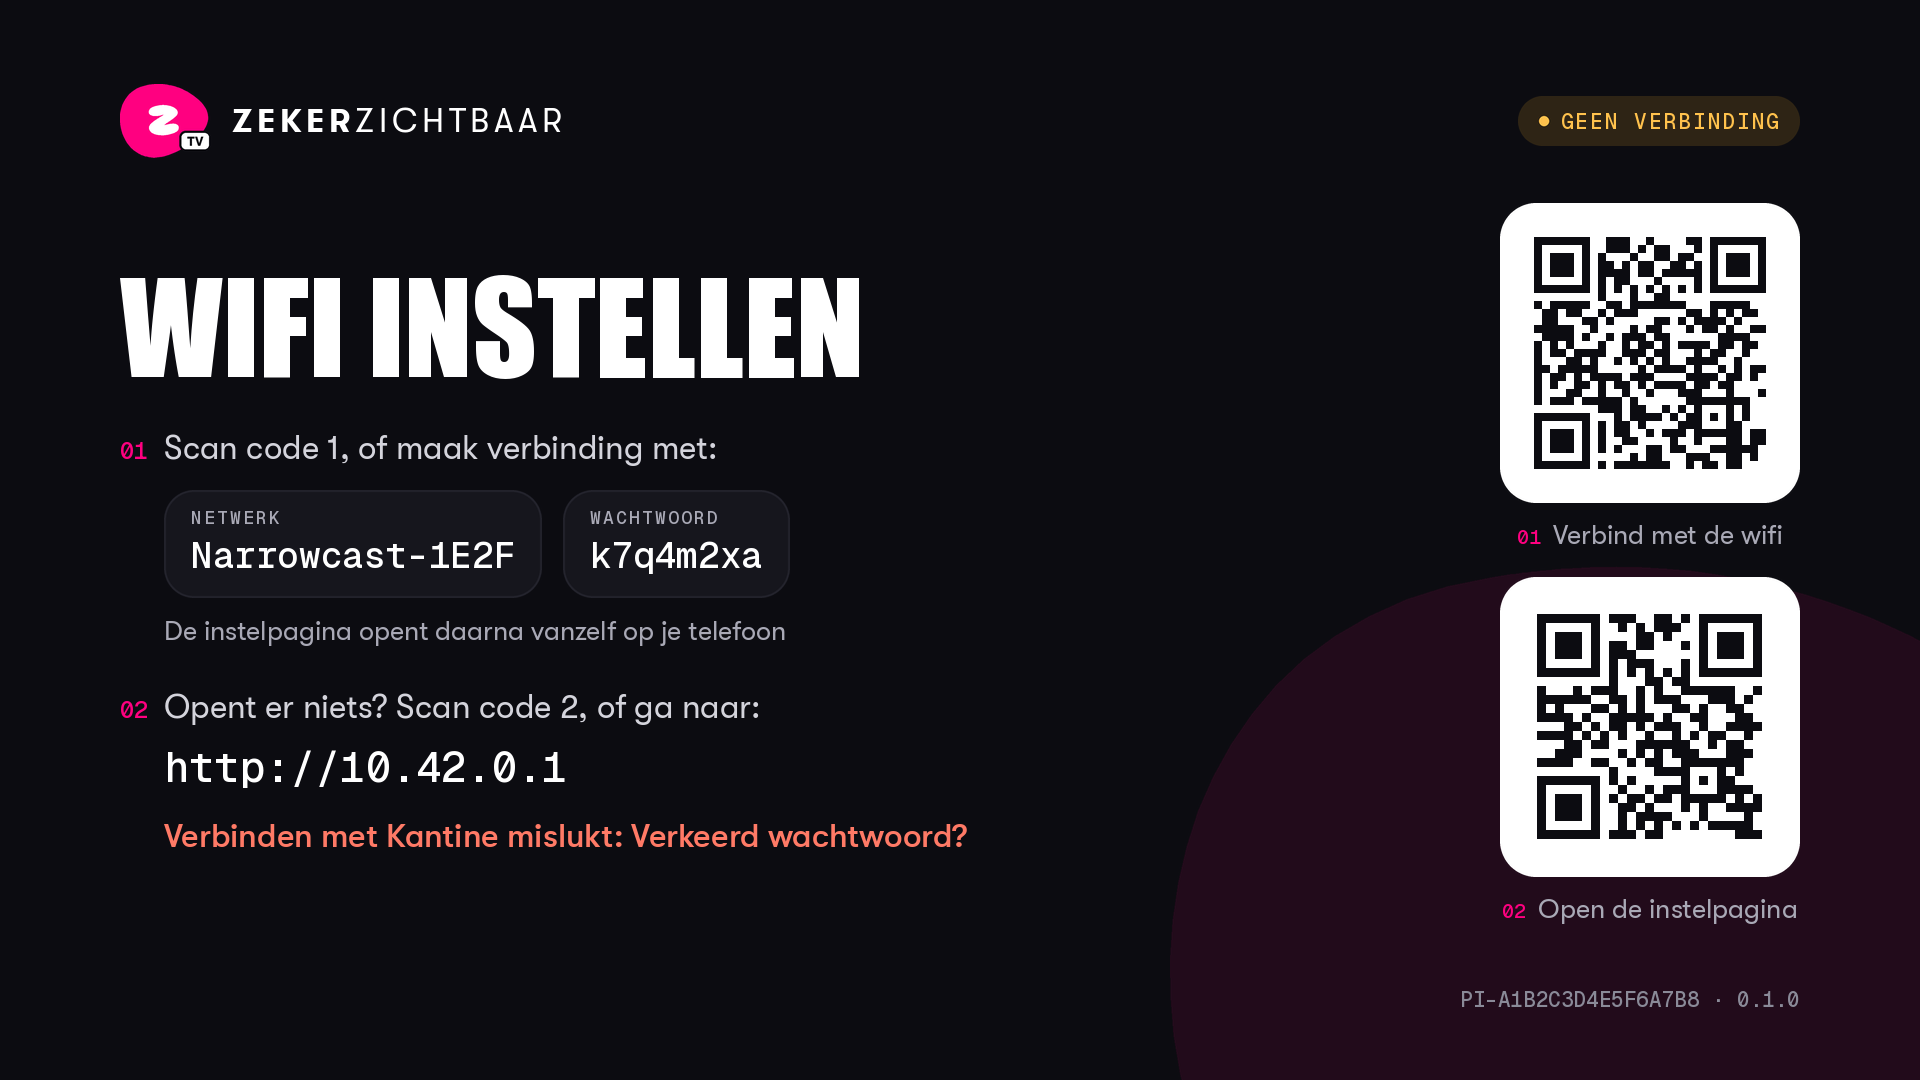 TV
ZEKERZICHTBAAR
GEEN VERBINDING
WIFI INSTELLEN
01 Scan code 1, of maak verbinding met:
NETWERK
Narrowcast-1E2F
WACHTWOORD
k7q4m2xa
De instelpagina opent daarna vanzelf op je telefoon
02 Opent er niets? Scan code 2, of ga naar:
http://10.42.0.1
Verbinden met Kantine mislukt: Verkeerd wachtwoord?
01 Verbind met de wifi
02 Open de instelpagina
PI-A1B2C3D4E5F6A7B8 · 0.1.0